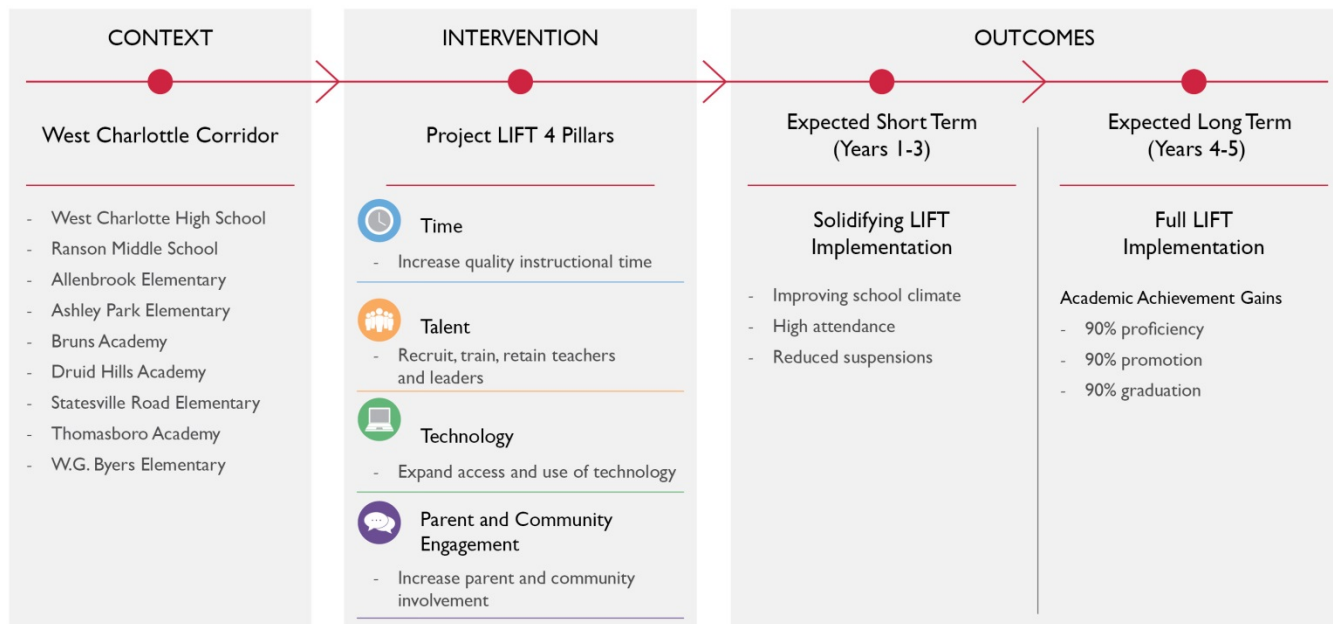 CONTEXT
West Charlottle Corridor
- West Charlotte High School
- Ranson Middle School
- Allenbrook Elementary
- Ashley Park Elementary
- Bruns Academy
- Druid Hills Academy
- Statesville Road Elementary
- Thomasboro Academy
- W.G. Byers Elementary
INTERVENTION
Project LIFT 4 Pillars
Time
- Increase quality instructional time
Talent
- Recruit, train, retain teachers
and leaders
Technology
- Expand access and use of technology
Parent and Community
Engagement
- Increase parent and community
involvement
OUTCOMES
Expected Short Term
(Years 1-3)
Solidifying LIFT
Implementation
- Improving school climate
- High attendance
- Reduced suspensions
Expected Long Term
(Years 4-5)
Full LIFT
Implementation
Academic Achievement Gains
- 90% proficiency
- 90% promotion
- 90% graduation